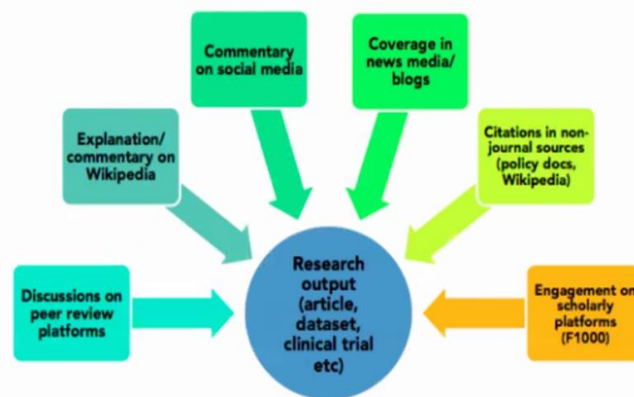 Commentary
on social media
Coverage in
news media/
blogs
Explanation/
commentary on
Wikipedia
Citations in non-
journal sources
(policy docs,
Wikipedia)
Discussions on
peer review
platforms
Research
output
(article,
dataset,
clinical trial
etc)
Engagement on
scholarly
platforms
(F1000)